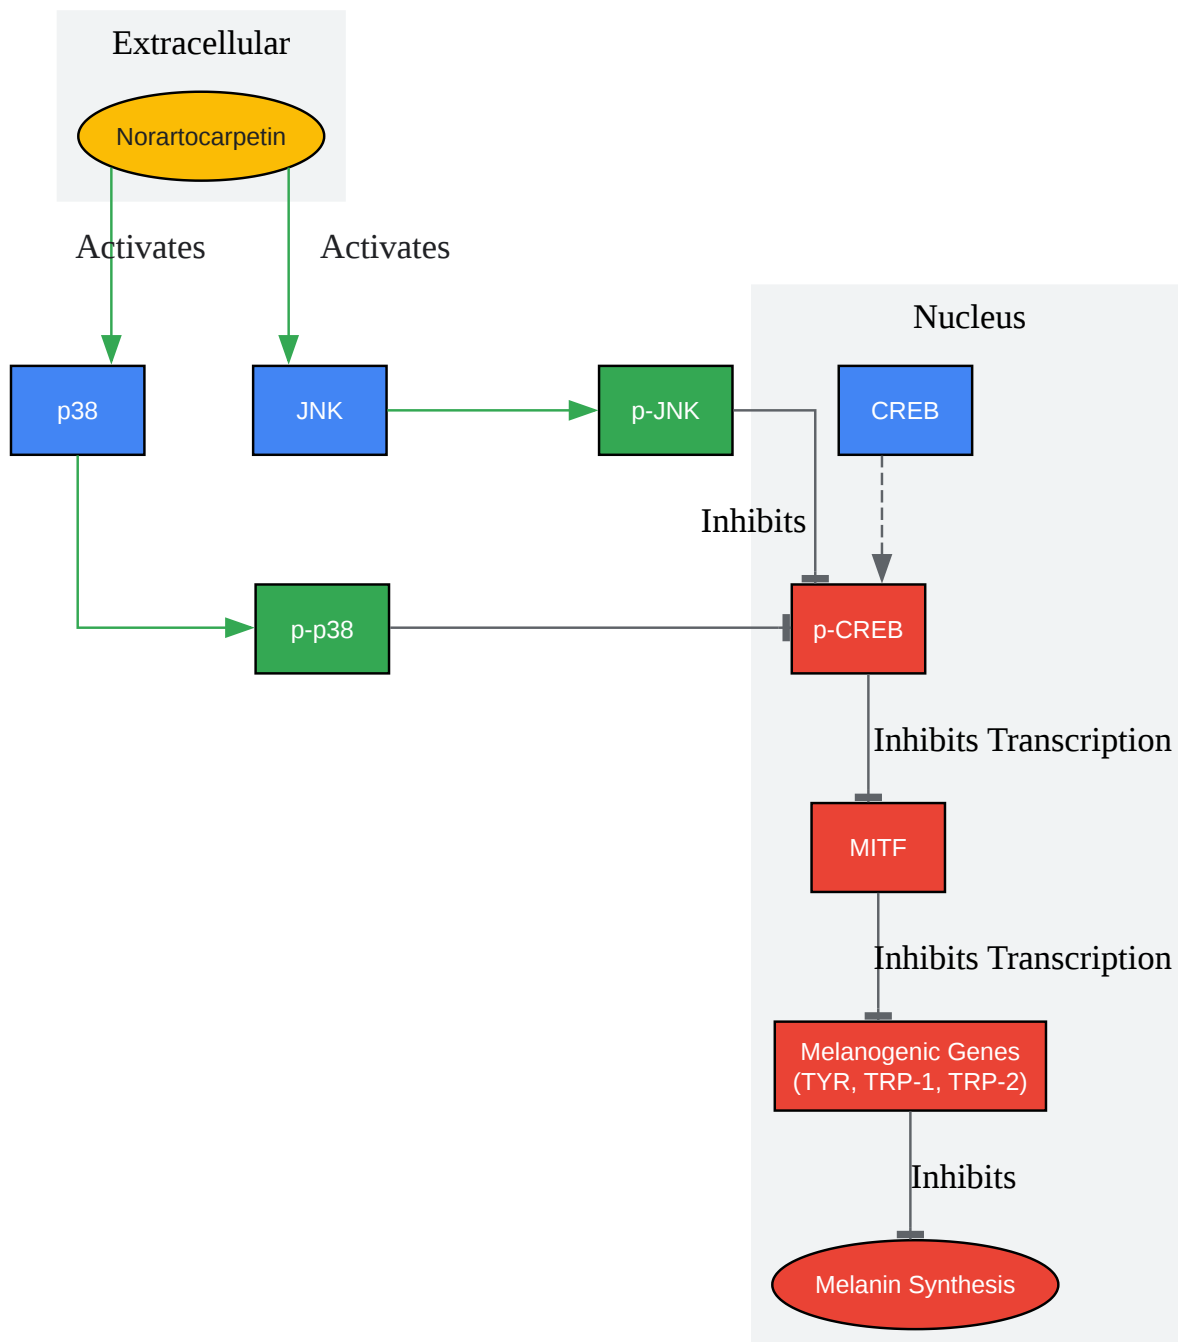 Extracellular
Norartocarpetin
Activates
Activates
Nucleus
p38
JNK
p-JNK
CREB
Inhibits
p-p38
p-CREB
Inhibits Transcription
MITF
Inhibits Transcription
Melanogenic Genes
(TYR, TRP-1, TRP-2)
Inhibits
Melanin Synthesis